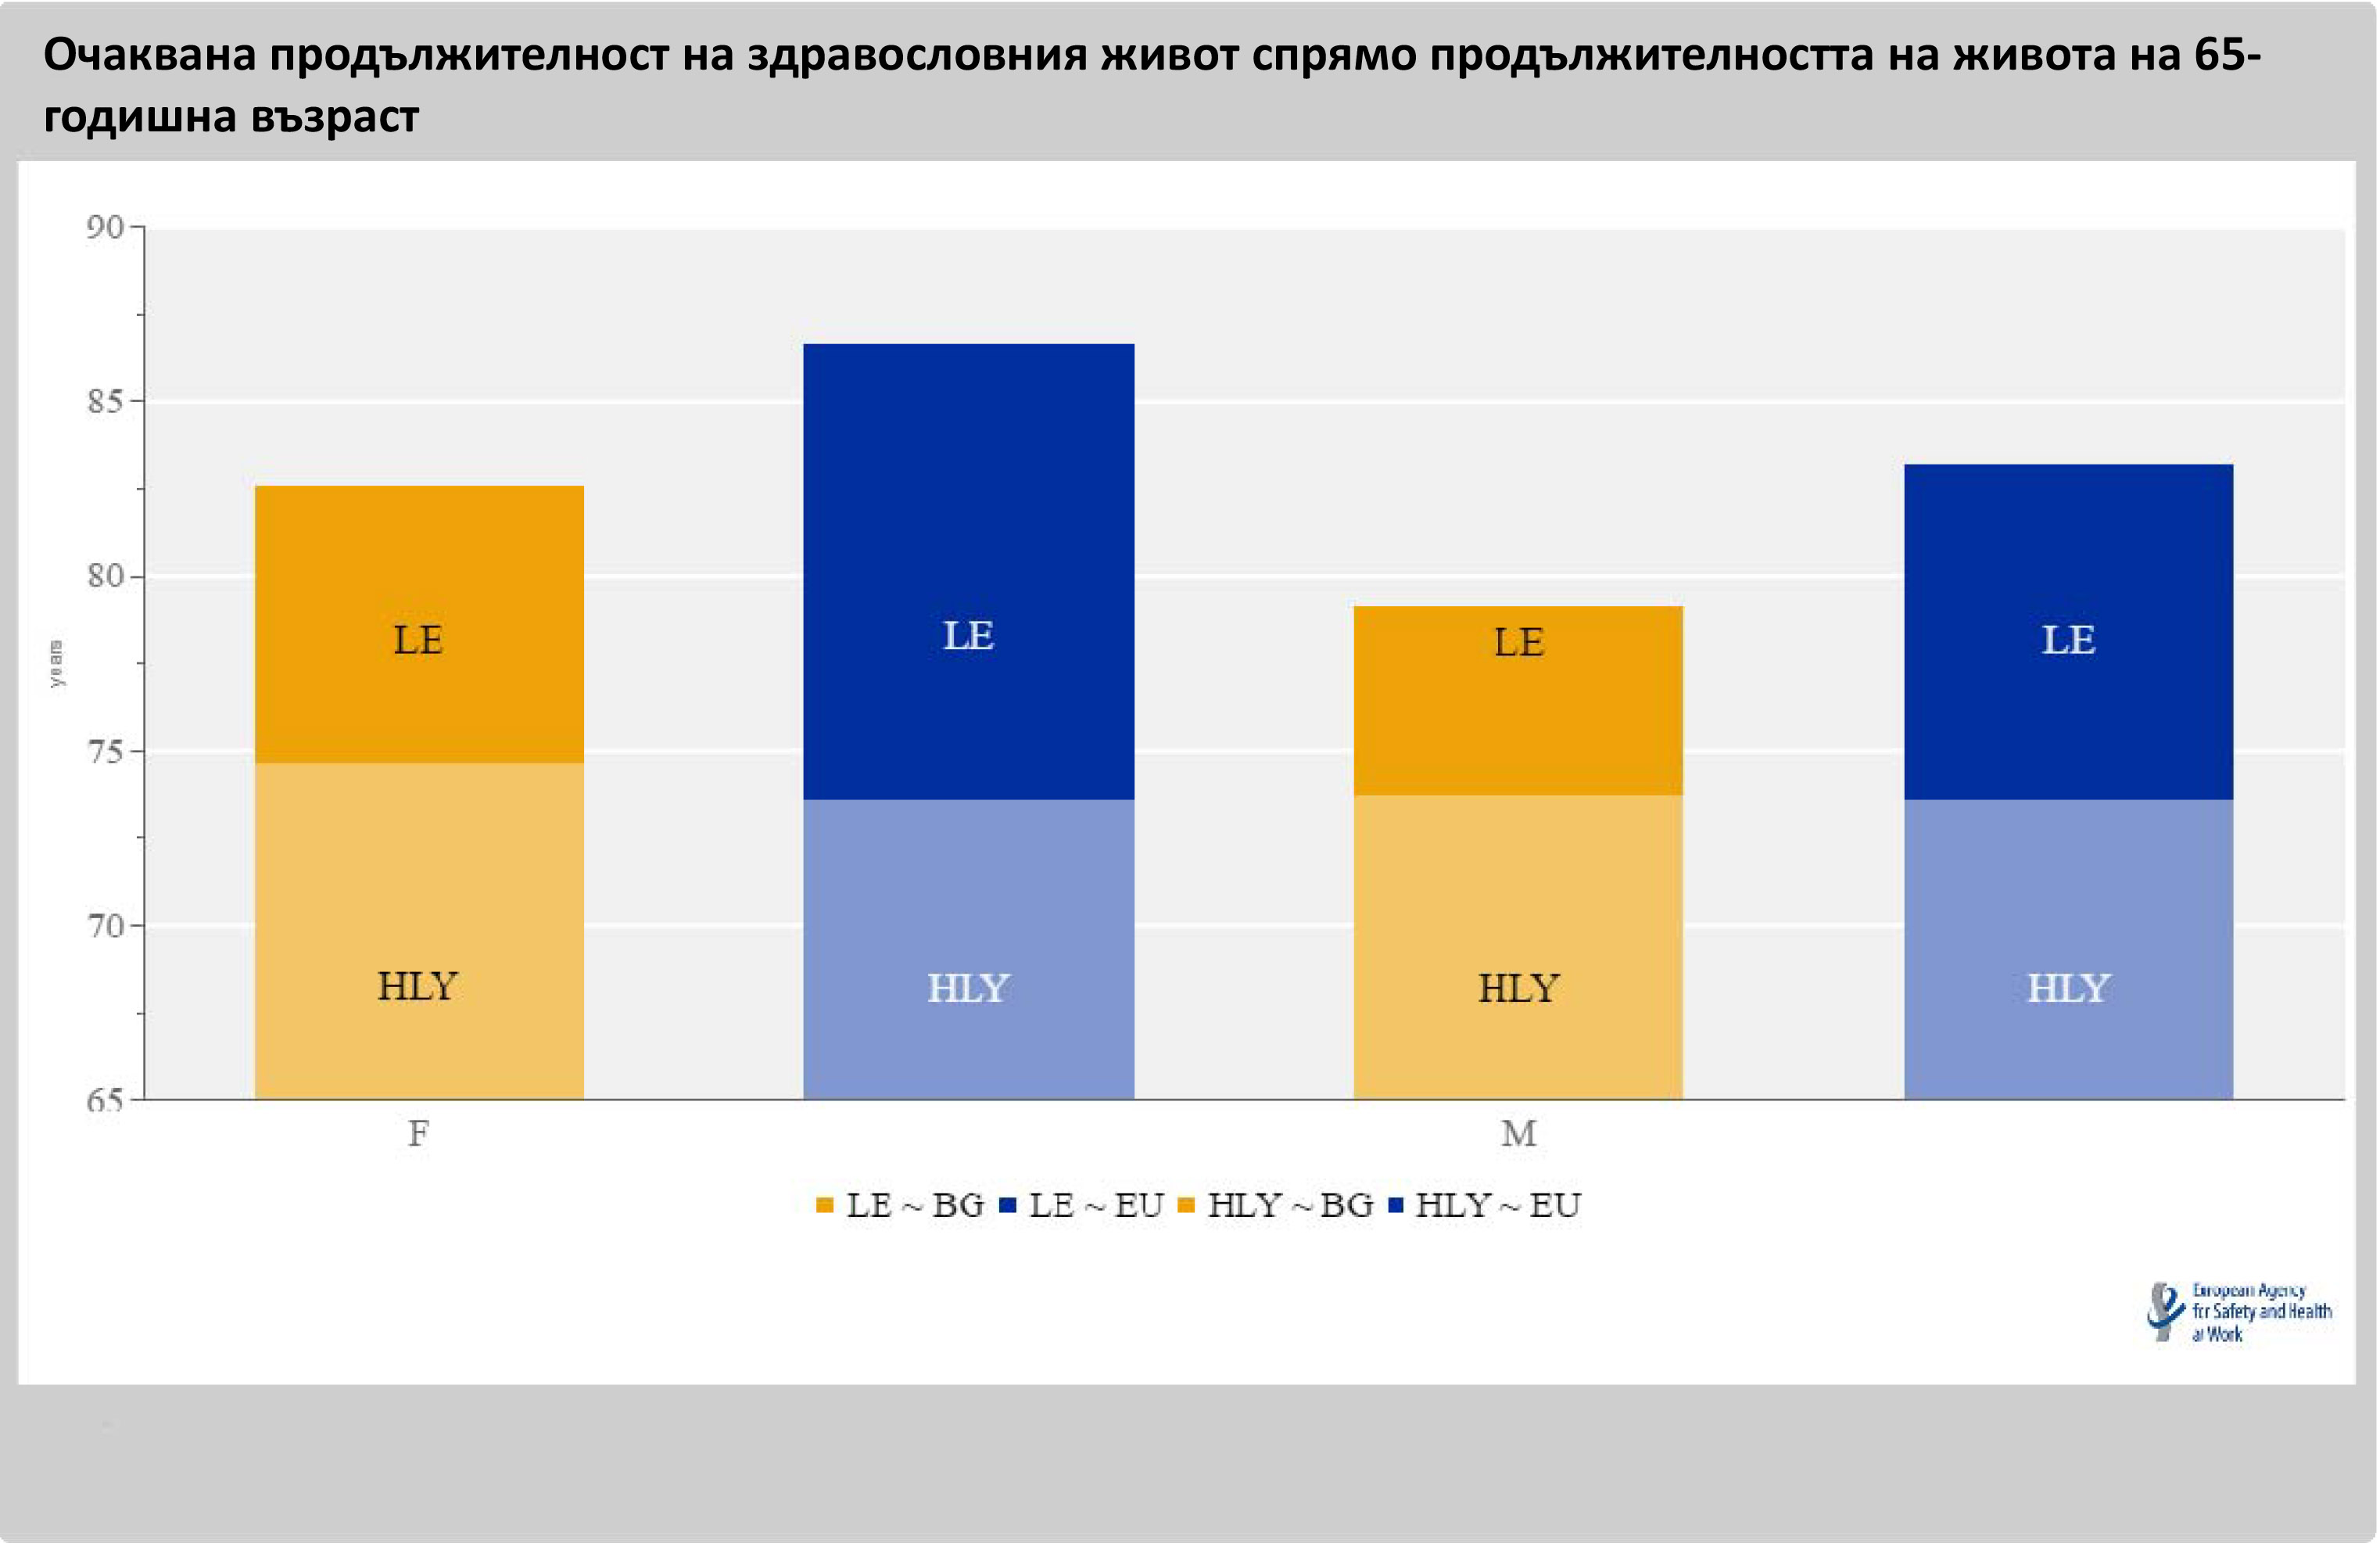 Очаквана продължителност на здравословния живот спрямо продължителността на живота на 65-
годишна възраст
90
85
80
75
70
65
years
LE
LE
LE
LE
HLY
HLY
HLY
HLY
F
M
LE ~ BG LE ~ EU HLY ~ BG HLY ~ EU
European Agency
for Safety and Health
at Work